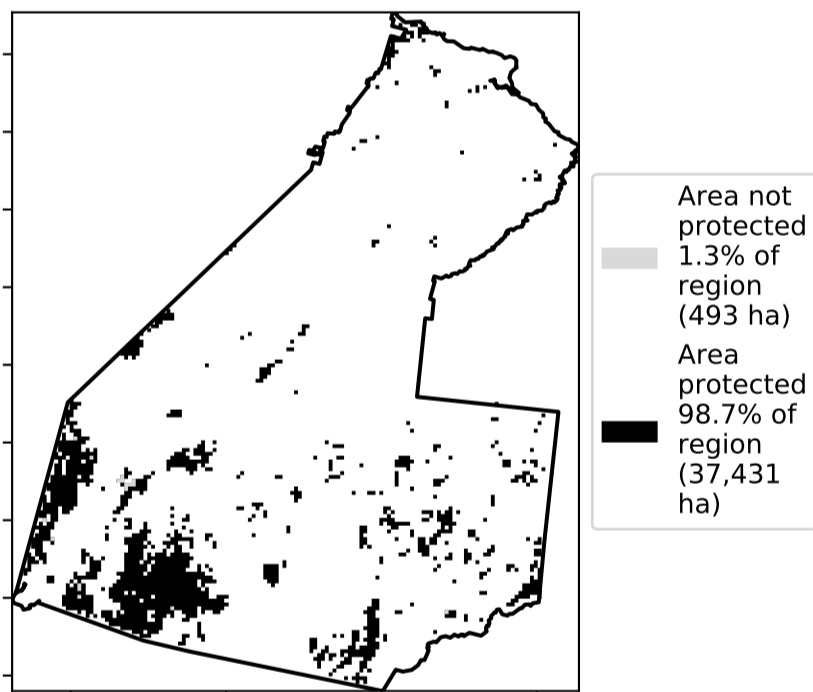 Area not
protected
1.3% of
region
(493 ha)
Area
protected
98.7% of
region
(37,431
ha)